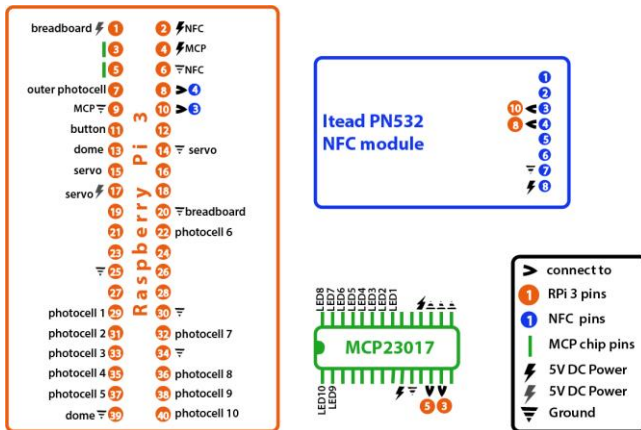 breadboard 1 2 NFC
3 4 MCP
5 6 NFC
outer photocell 7 8 4
MCP 9 10 3
button 11 12
dome 13 14 servo
servo 15 16
servo 17 18
19 20 breadboard
21 22 photocell 6
23 24
25 26
27 28
photocell 1 29 30
photocell 2 31 32 photocell 7
photocell 3 33 34
photocell 4 35 36 photocell 8
photocell 5 37 38 photocell 9
dome 39 40 photocell 10
Raspberry Pi 3
Itead PN532
NFC module
1
2
10 3
8 4
5
6
7
8
LED8
LED7
LED6
LED5
LED4
LED3
LED2
LED1
MCP23017
LED10
LED9
5 3
connect to
1 RPi 3 pins
1 NFC pins
MCP chip pins
5V DC Power
5V DC Power
Ground